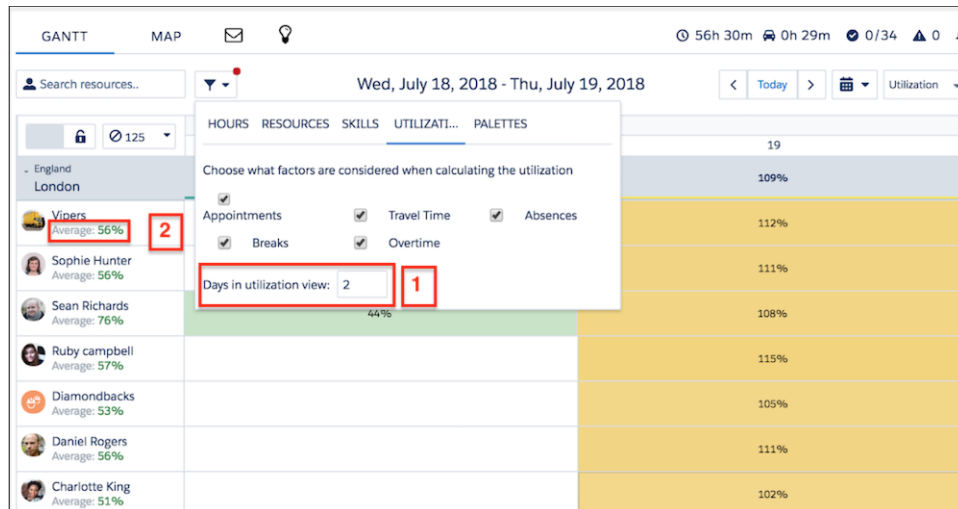 GANTT MAP 56h 30m 0h 29m 0/34 0
Search resources.. Wed, July 18, 2018 - Thu, July 19, 2018 Today Utilization
HOURS RESOURCES SKILLS UTILIZATI... PALETTES
125
19
England
London
109%
Choose what factors are considered when calculating the utilization
Appointments Travel Time Absences
Breaks Overtime
Days in utilization view: 2
1
Vipers
Average: 56%
2
112%
Sophie Hunter
Average: 56%
111%
Sean Richards
Average: 76%
44%
108%
Ruby campbell
Average: 57%
115%
Diamondbacks
Average: 53%
105%
Daniel Rogers
Average: 56%
111%
Charlotte King
Average: 51%
102%